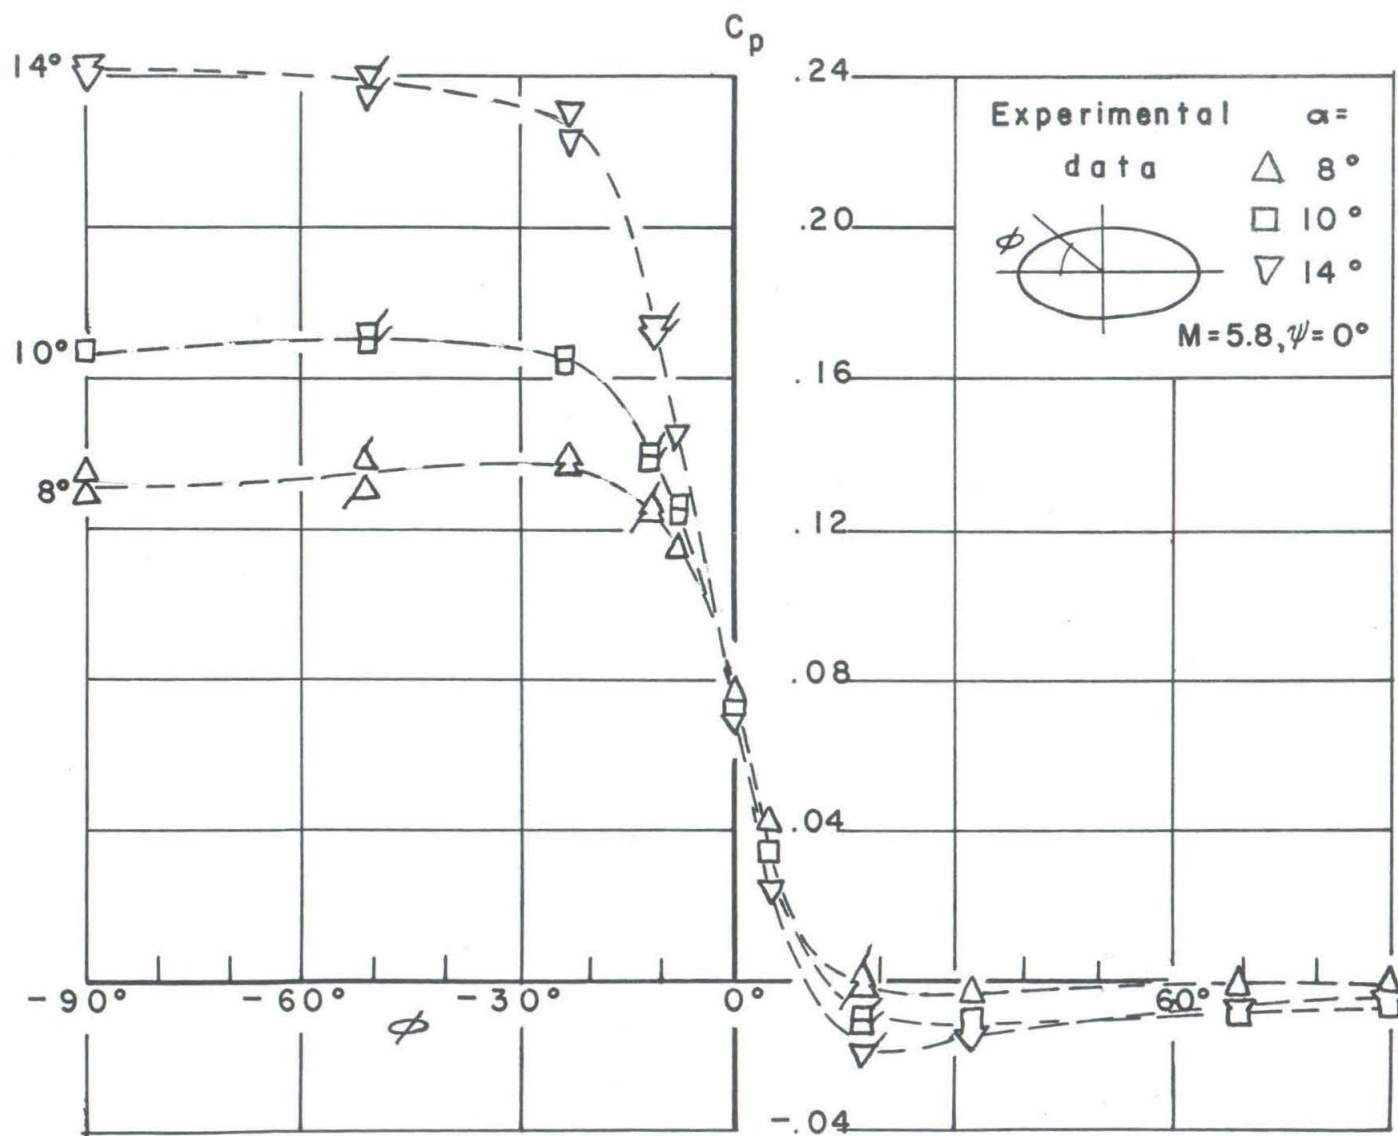 C_p
14°
.24
Experimental α=
data △ 8°
ϕ □ 10°
▽ 14°
M=5.8, ψ=0°
.20
10°
.16
8°
.12
.08
.04
-90° -60° -30° 0° 60°
ϕ
-.04